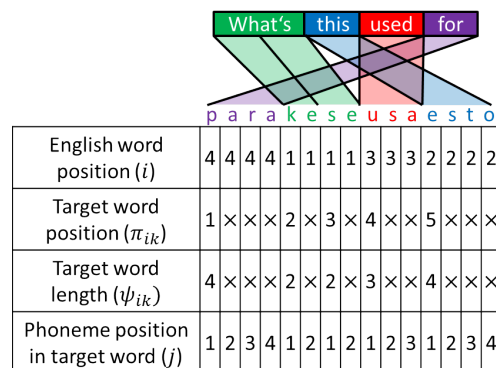 What's this used for
p a r a k e s e u s a e s t o
English word position (i) 4 4 4 4 1 1 1 1 3 3 3 2 2 2 2
Target word position (π_ik) 1 × × × 2 × 3 × 4 × × 5 × × ×
Target word length (ψ_ik) 4 × × × 2 × 2 × 3 × × 4 × × ×
Phoneme position in target word (j) 1 2 3 4 1 2 1 2 1 2 3 1 2 3 4